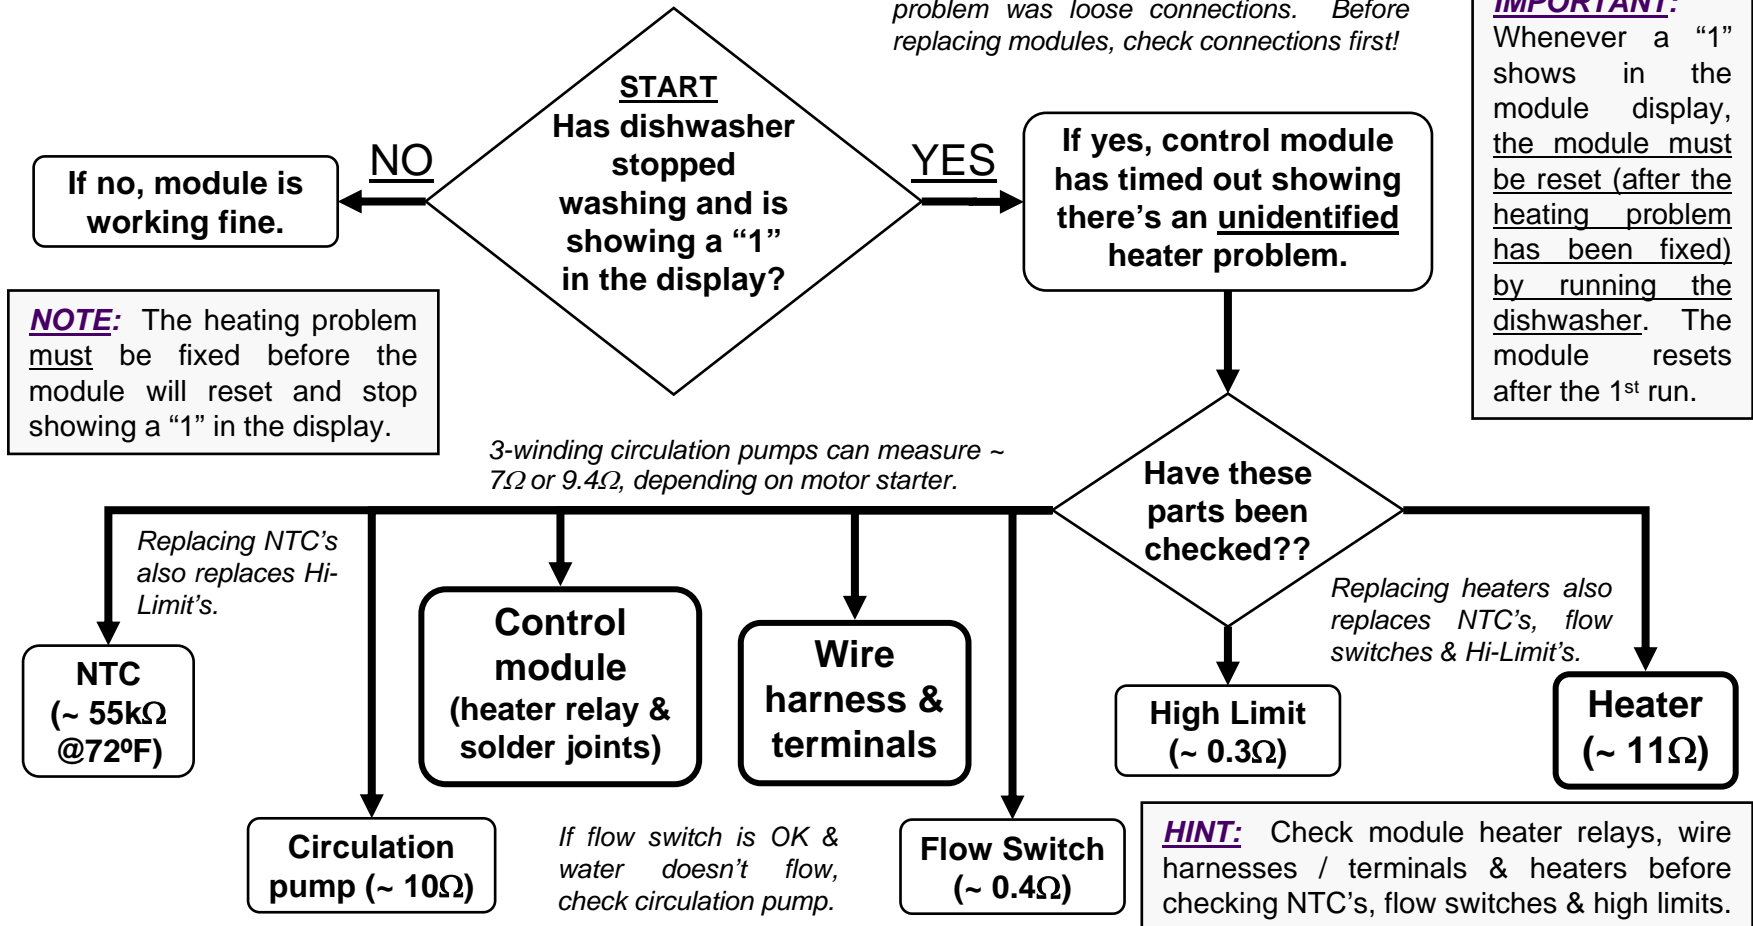 problem was loose connections. Before
replacing modules, check connections first!
IMPORTANT:
Whenever a “1”
shows in the
module display,
the module must
be reset (after the
heating problem
has been fixed)
by running the
dishwasher. The
module resets
after the 1st run.
START
Has dishwasher
stopped
washing and is
showing a “1”
in the display?
NO
YES
If no, module is
working fine.
If yes, control module
has timed out showing
there’s an unidentified
heater problem.
NOTE: The heating problem
must be fixed before the
module will reset and stop
showing a “1” in the display.
3-winding circulation pumps can measure ~
7Ω or 9.4Ω, depending on motor starter.
Have these
parts been
checked??
Replacing NTC’s
also replaces Hi-
Limit’s.
Replacing heaters also
replaces NTC’s, flow
switches & Hi-Limit’s.
NTC
(~ 55kΩ
@72ºF)
Control
module
(heater relay &
solder joints)
Wire
harness &
terminals
High Limit
(~ 0.3Ω)
Heater
(~ 11Ω)
Circulation
pump (~ 10Ω)
If flow switch is OK &
water doesn’t flow,
check circulation pump.
Flow Switch
(~ 0.4Ω)
HINT: Check module heater relays, wire
harnesses / terminals & heaters before
checking NTC’s, flow switches & high limits.